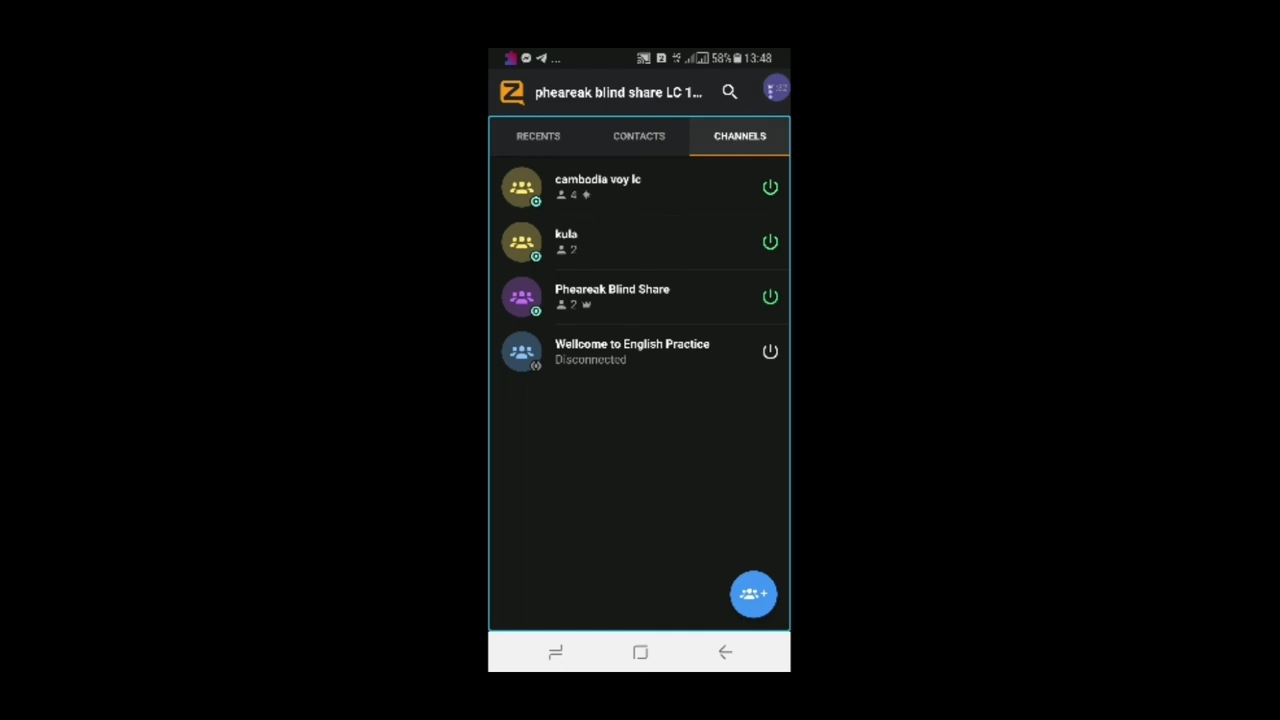 ... 58% 13:48
Z pheareak blind share LC 1...
RECENTS CONTACTS CHANNELS
cambodia voy lc
4
kula
2
Pheareak Blind Share
2
Wellcome to English Practice
Disconnected